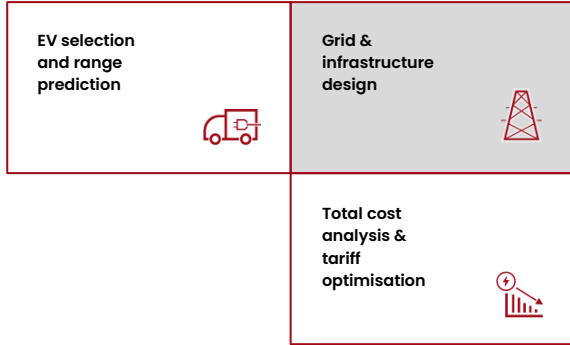 EV selection
and range
prediction
Grid &
infrastructure
design
Total cost
analysis &
tariff
optimisation